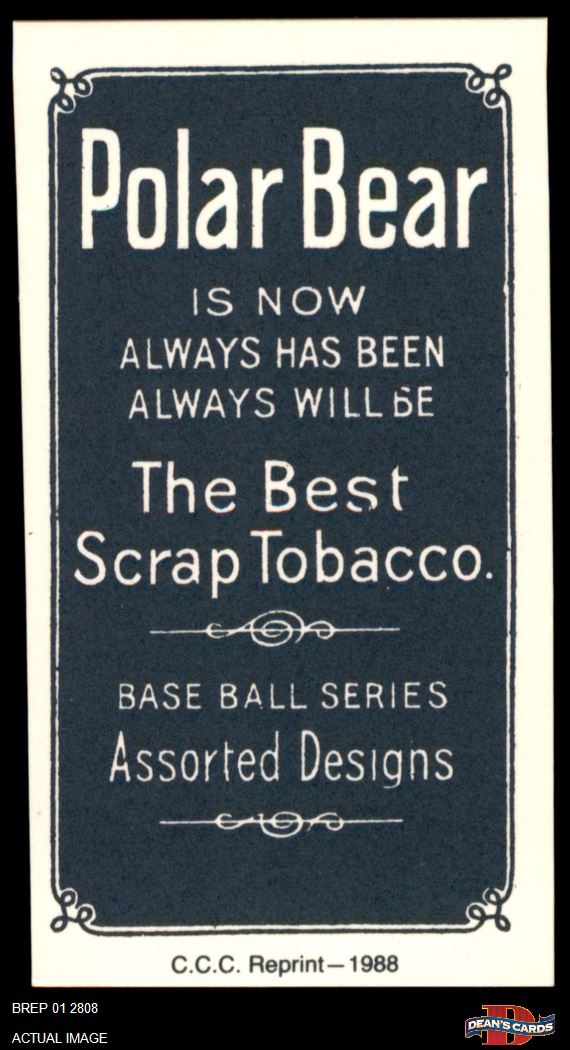 Polar Bear
IS NOW
ALWAYS HAS BEEN
ALWAYS WILL BE
The Best
Scrap Tobacco.
BASE BALL SERIES
Assorted Designs
C.C.C. Reprint—1988
BREP 01 2808
ACTUAL IMAGE
D
DEAN'S CARDS